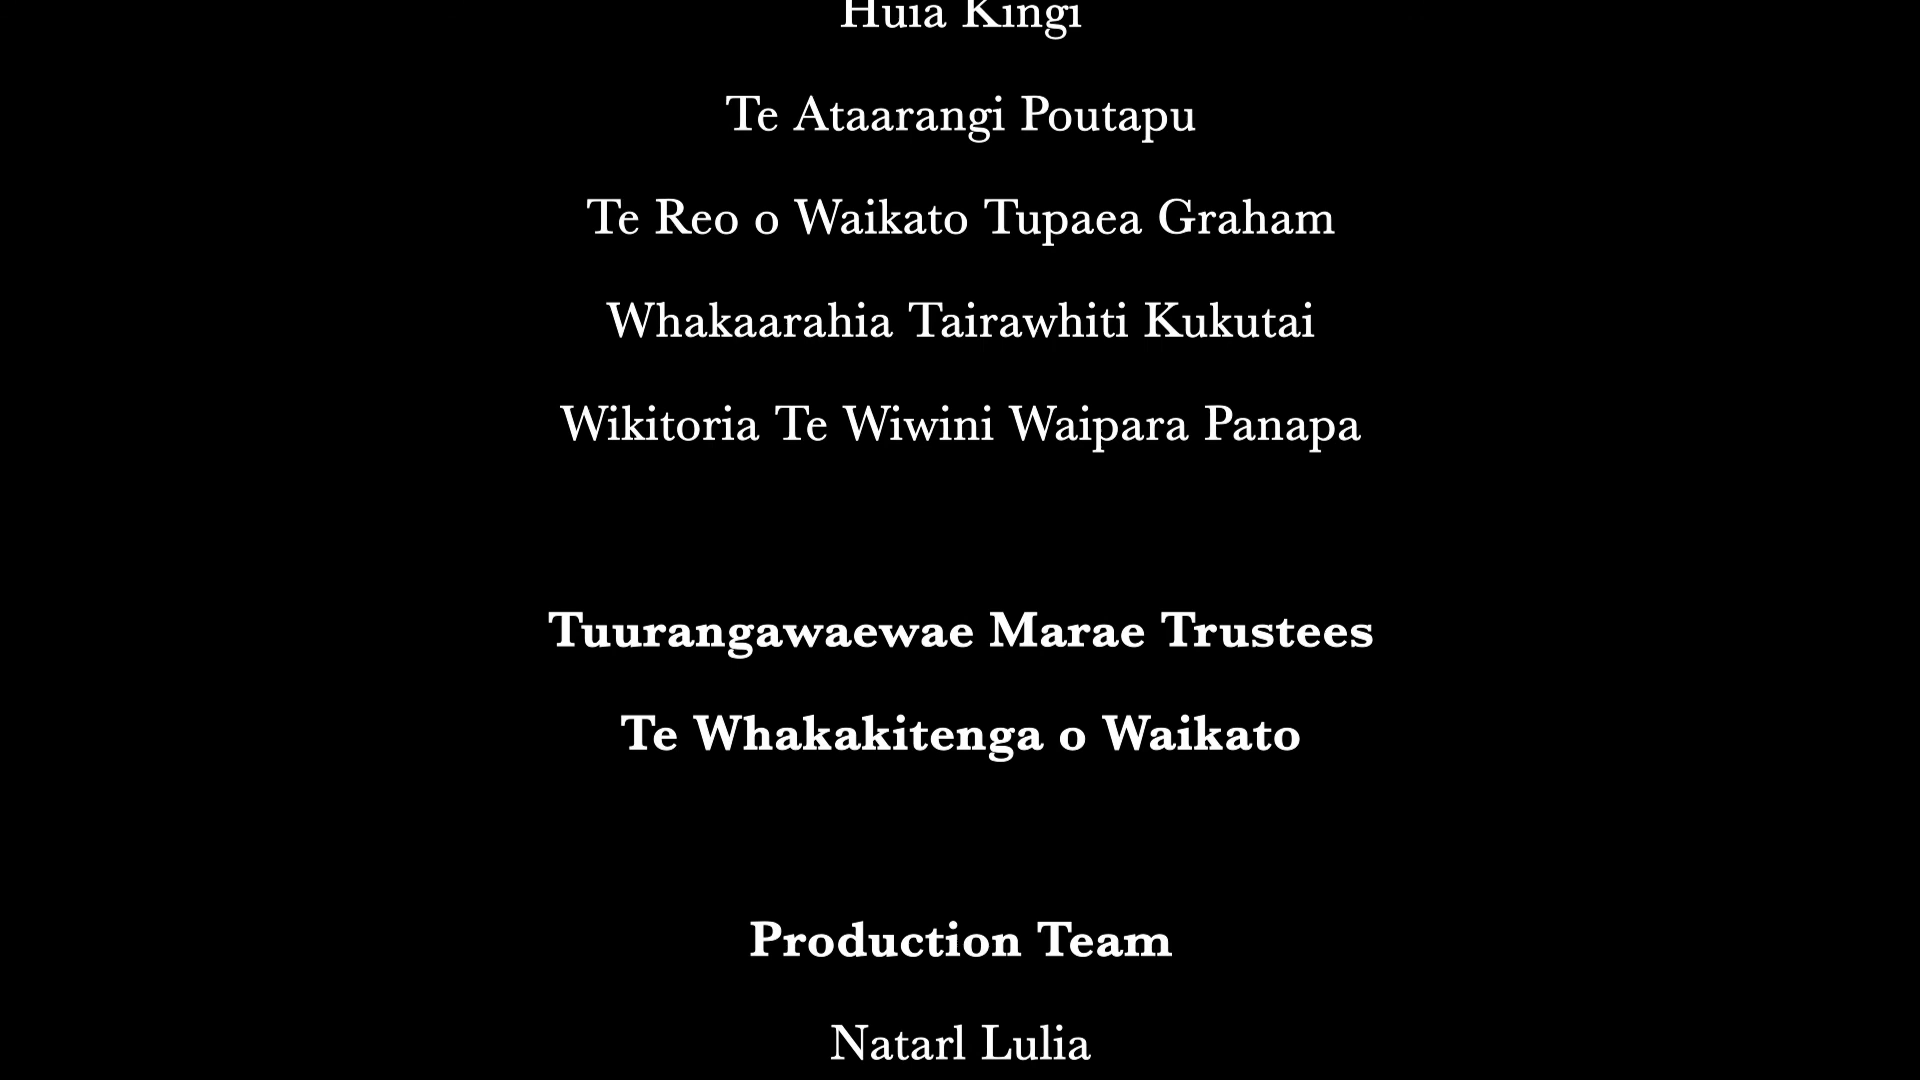 Huia Kingi
Te Ataarangi Poutapu
Te Reo o Waikato Tupaea Graham
Whakaarahia Tairawhiti Kukutai
Wikitoria Te Wiwini Waipara Panapa
Tuurangawaewae Marae Trustees
Te Whakakitenga o Waikato
Production Team
Natarl Lulia